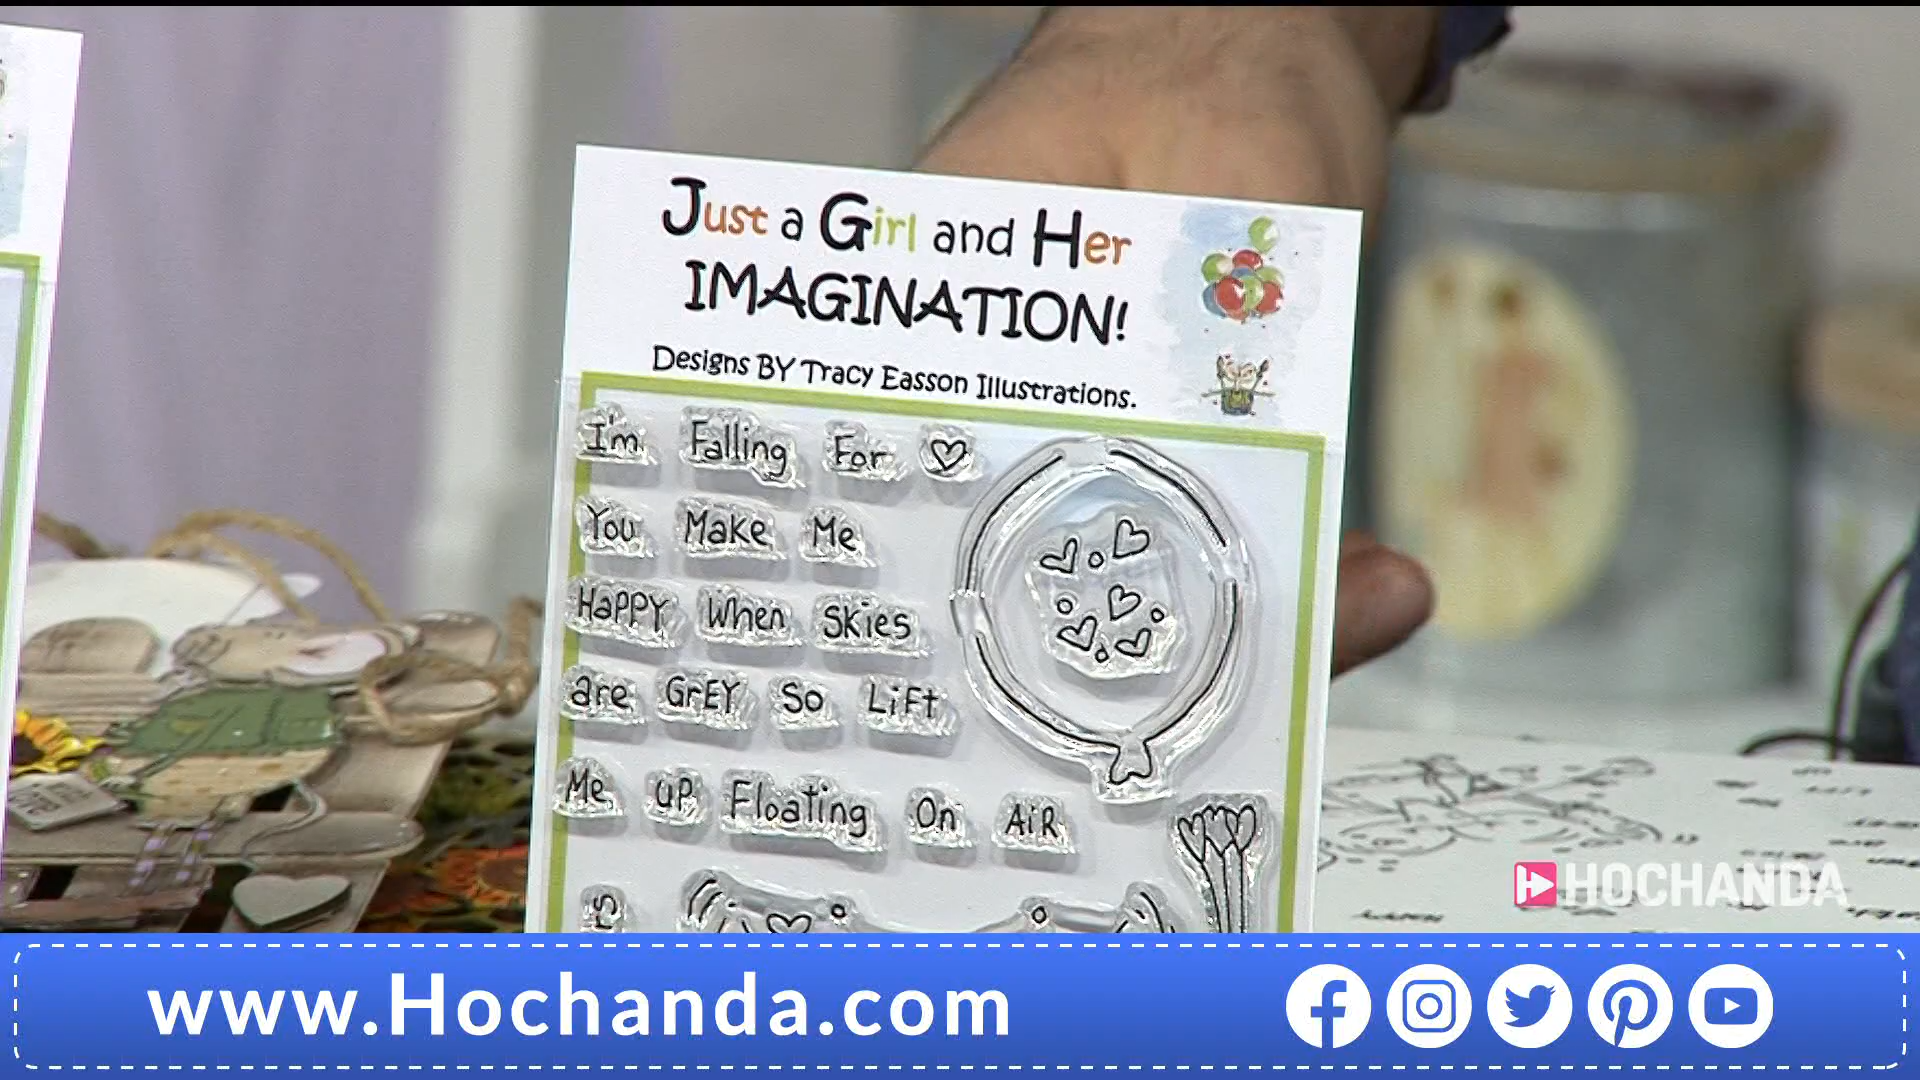 Just a Girl and Her
IMAGINATION!
Designs BY Tracy Easson Illustrations.
I'm Falling For
You Make Me
HaPPY When SKies
are GrEY So LiFt
Me uP Floating On AiR
HOCHANDA
www.Hochanda.com